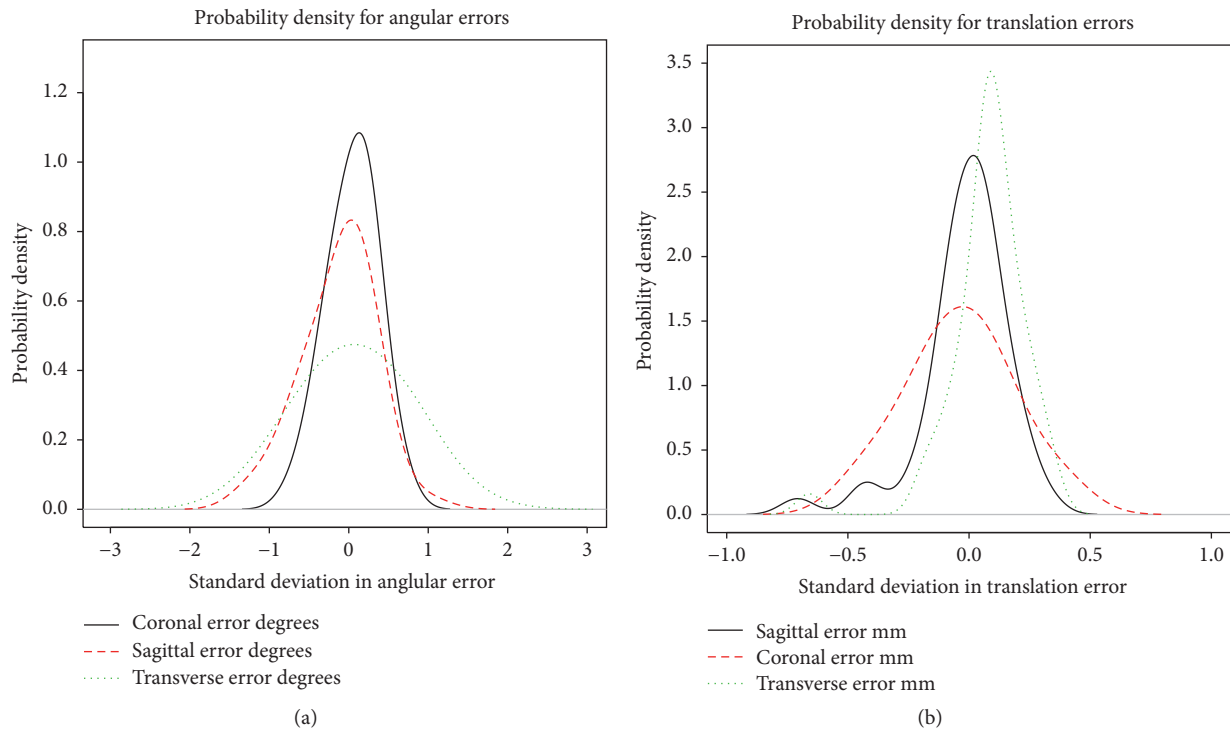 Probability density for angular errors
1.2
1.0
0.8
0.6
0.4
0.2
0.0
Probability density
−3 −2 −1 0 1 2 3
Standard deviation in anglular error
Coronal error degrees
Sagittal error degrees
Transverse error degrees
(a)
Probability density for translation errors
3.5
3.0
2.5
2.0
1.5
1.0
0.5
0.0
Probability density
−1.0 −0.5 0.0 0.5 1.0
Standard deviation in translation error
Sagittal error mm
Coronal error mm
Transverse error mm
(b)